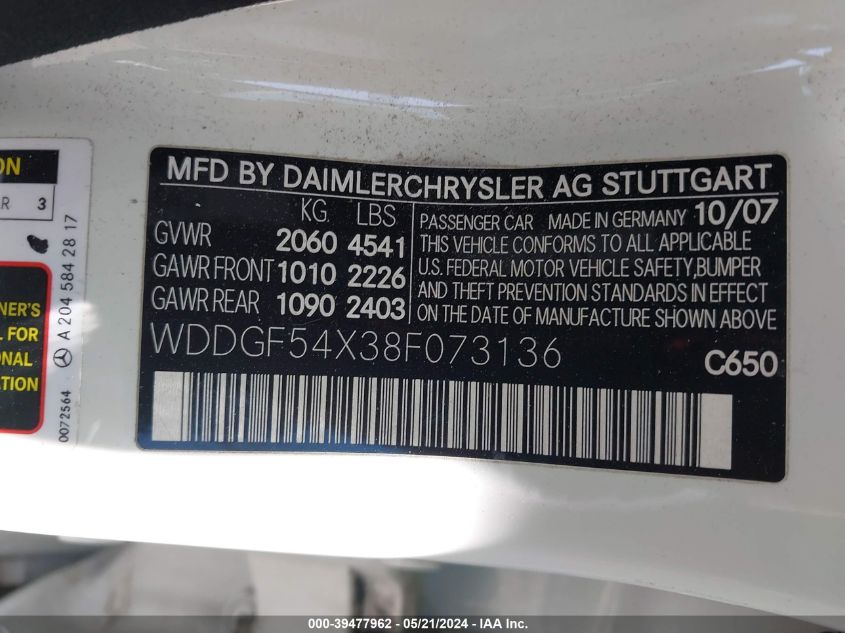 MFD BY DAIMLERCHRYSLER AG STUTTGART
KG LBS
GVWR 2060 4541
GAWR FRONT 1010 2226
GAWR REAR 1090 2403
PASSENGER CAR MADE IN GERMANY 10/07
THIS VEHICLE CONFORMS TO ALL APPLICABLE
U.S. FEDERAL MOTOR VEHICLE SAFETY, BUMPER
AND THEFT PREVENTION STANDARDS IN EFFECT
ON THE DATE OF MANUFACTURE SHOWN ABOVE
WDDGF54X38F073136
C650
ON
R 3
NER'S
L FOR
ONAL
ATION
0072564
A 204 584 28 17
000-39477962 - 05/21/2024 - IAAI.com